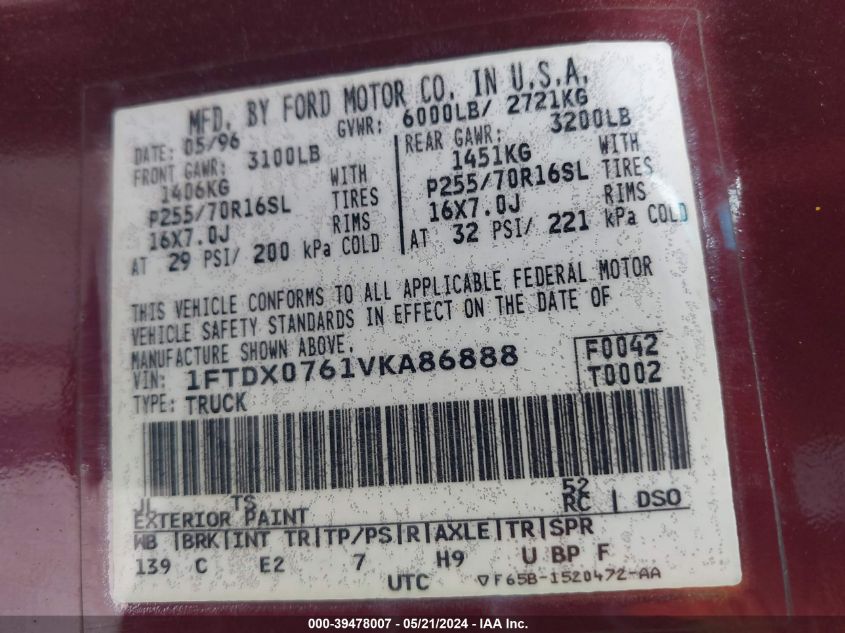 MFD. BY FORD MOTOR CO. IN U.S.A.
DATE: 05/96 GVWR: 6000LB/ 2721KG
FRONT GAWR: 3100LB
1406KG WITH
P255/70R16SL TIRES
16X7.0J RIMS
AT 29 PSI/ 200 kPa COLD
REAR GAWR: 3200LB
1451KG WITH
P255/70R16SL TIRES
16X7.0J RIMS
AT 32 PSI/ 221 kPa COLD
THIS VEHICLE CONFORMS TO ALL APPLICABLE FEDERAL MOTOR
VEHICLE SAFETY STANDARDS IN EFFECT ON THE DATE OF
MANUFACTURE SHOWN ABOVE.
VIN: 1FTDX0761VKA86888
F0042
T0002
TYPE: TRUCK
JL TS 52
EXTERIOR PAINT RC | DSO
WB |BRK|INT TR|TP/PS|R|AXLE|TR|SPR
139 C E2 7 H9 U BP F
UTC ▽F65B-1520472-AA
000-39478007 - 05/21/2024 - IAAI.com